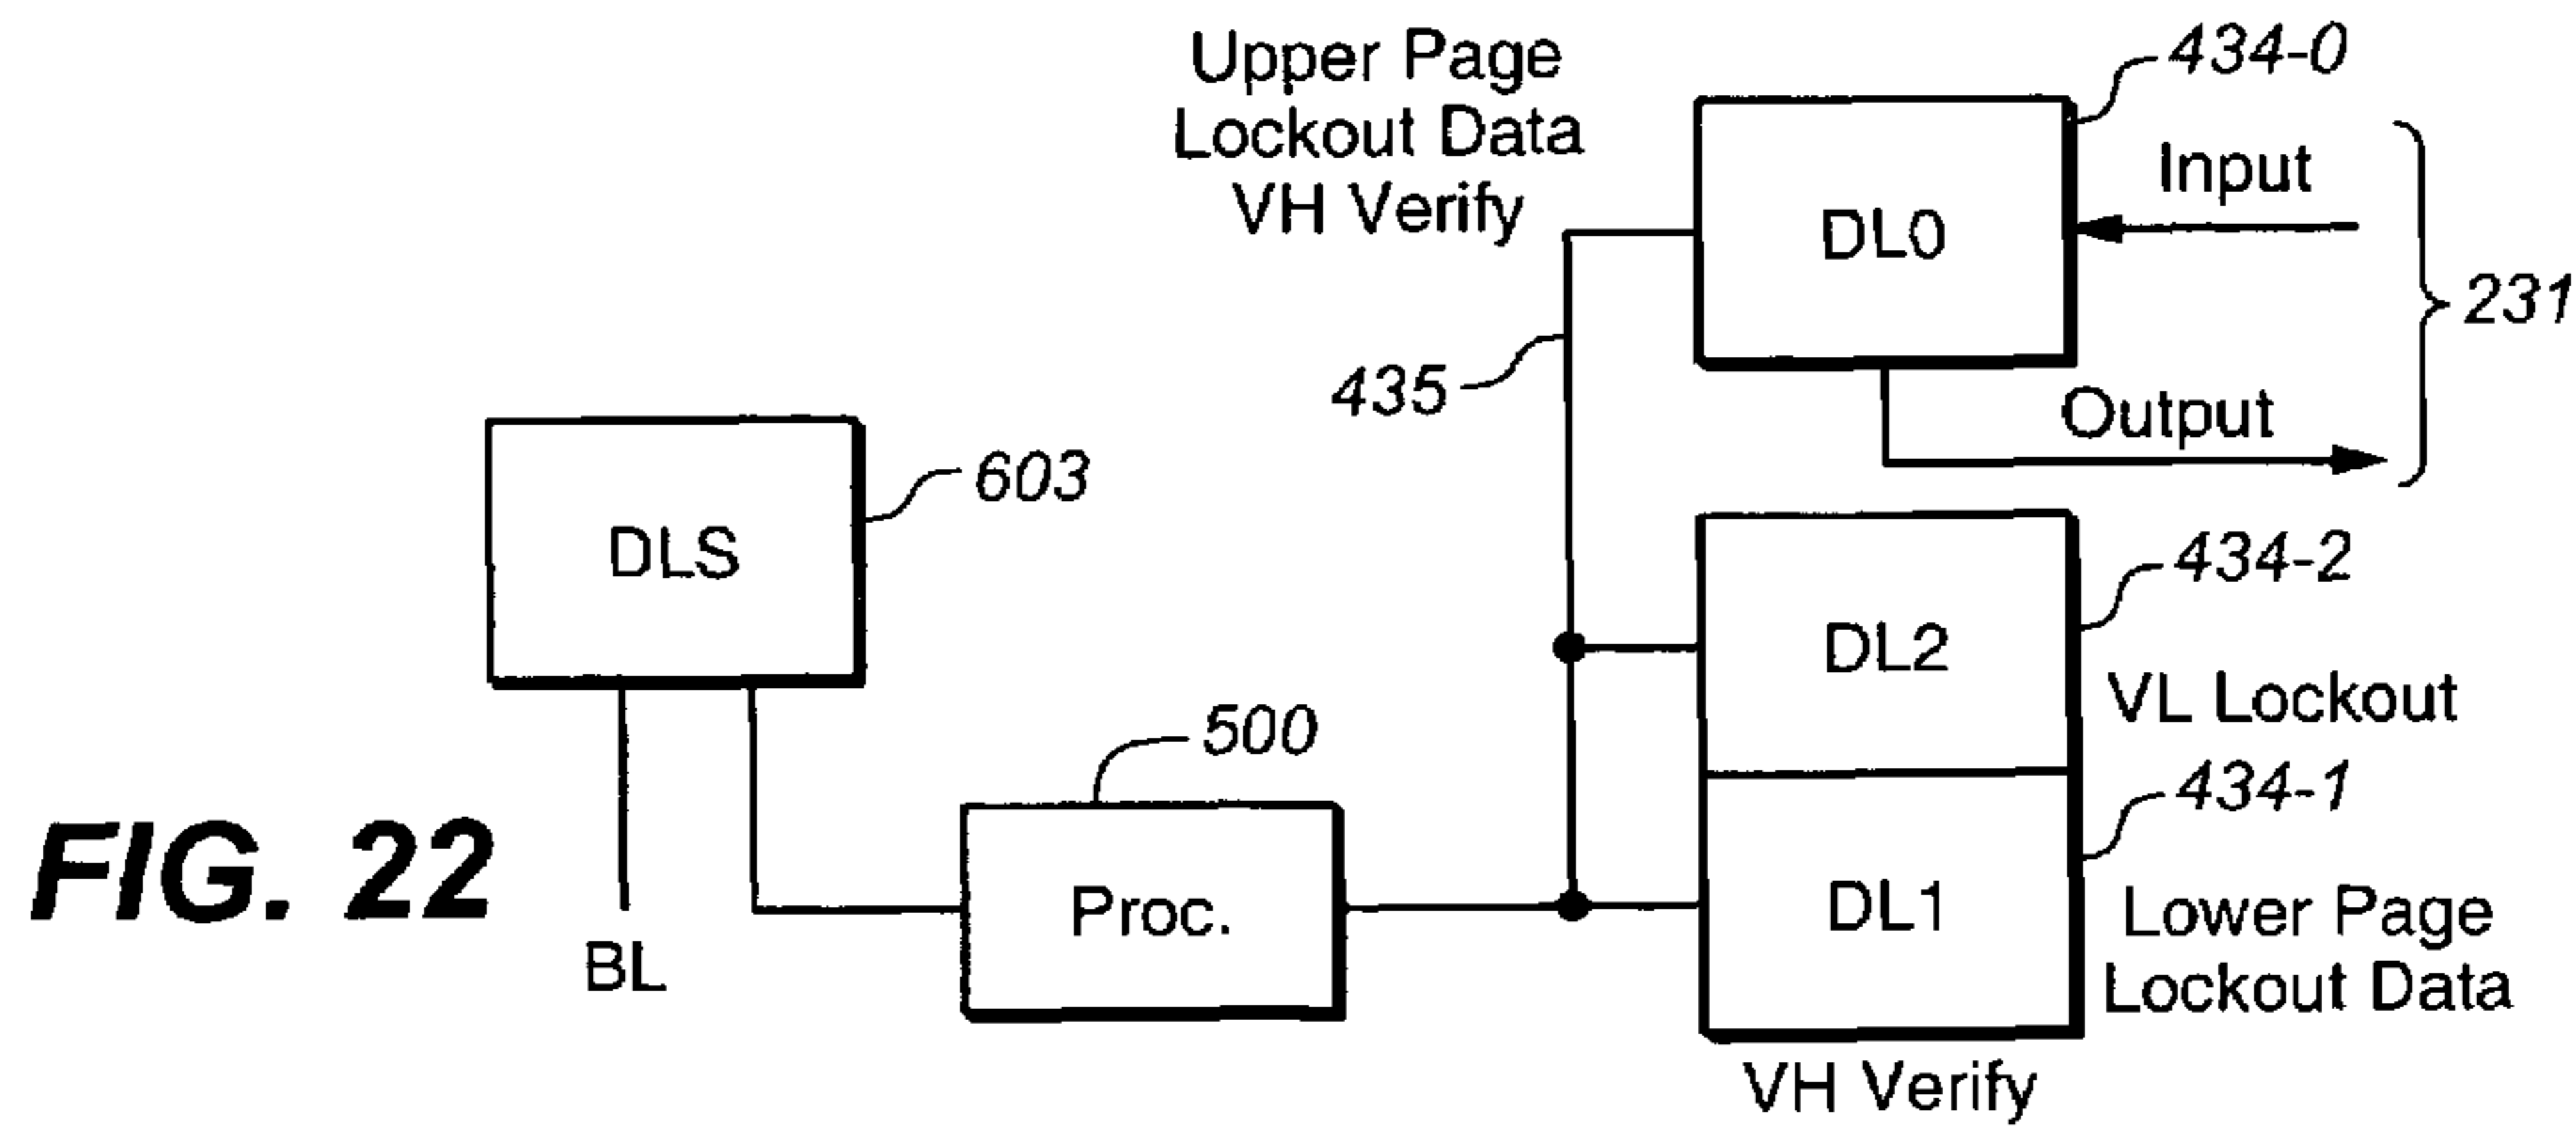 Upper Page
Lockout Data
VH Verify
434-0
Input
DL0
231
435
Output
DLS
603
434-2
DL2
VL Lockout
500
434-1
FIG. 22
Proc.
DL1
Lower Page
Lockout Data
BL
VH Verify